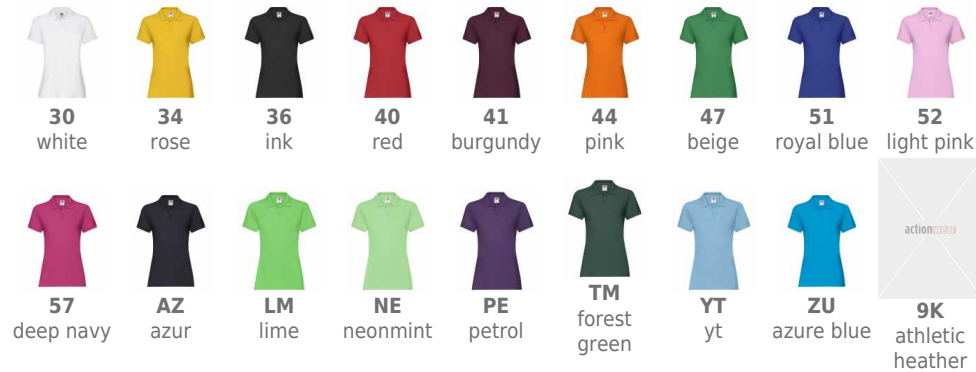 30 34 36 40 41 44 47 51 52
white rose ink red burgundy pink beige royal blue light pink
actionwear
57 AZ LM NE PE TM YT ZU 9K
deep navy azur lime neonmint petrol forest green yt azure blue athletic heather